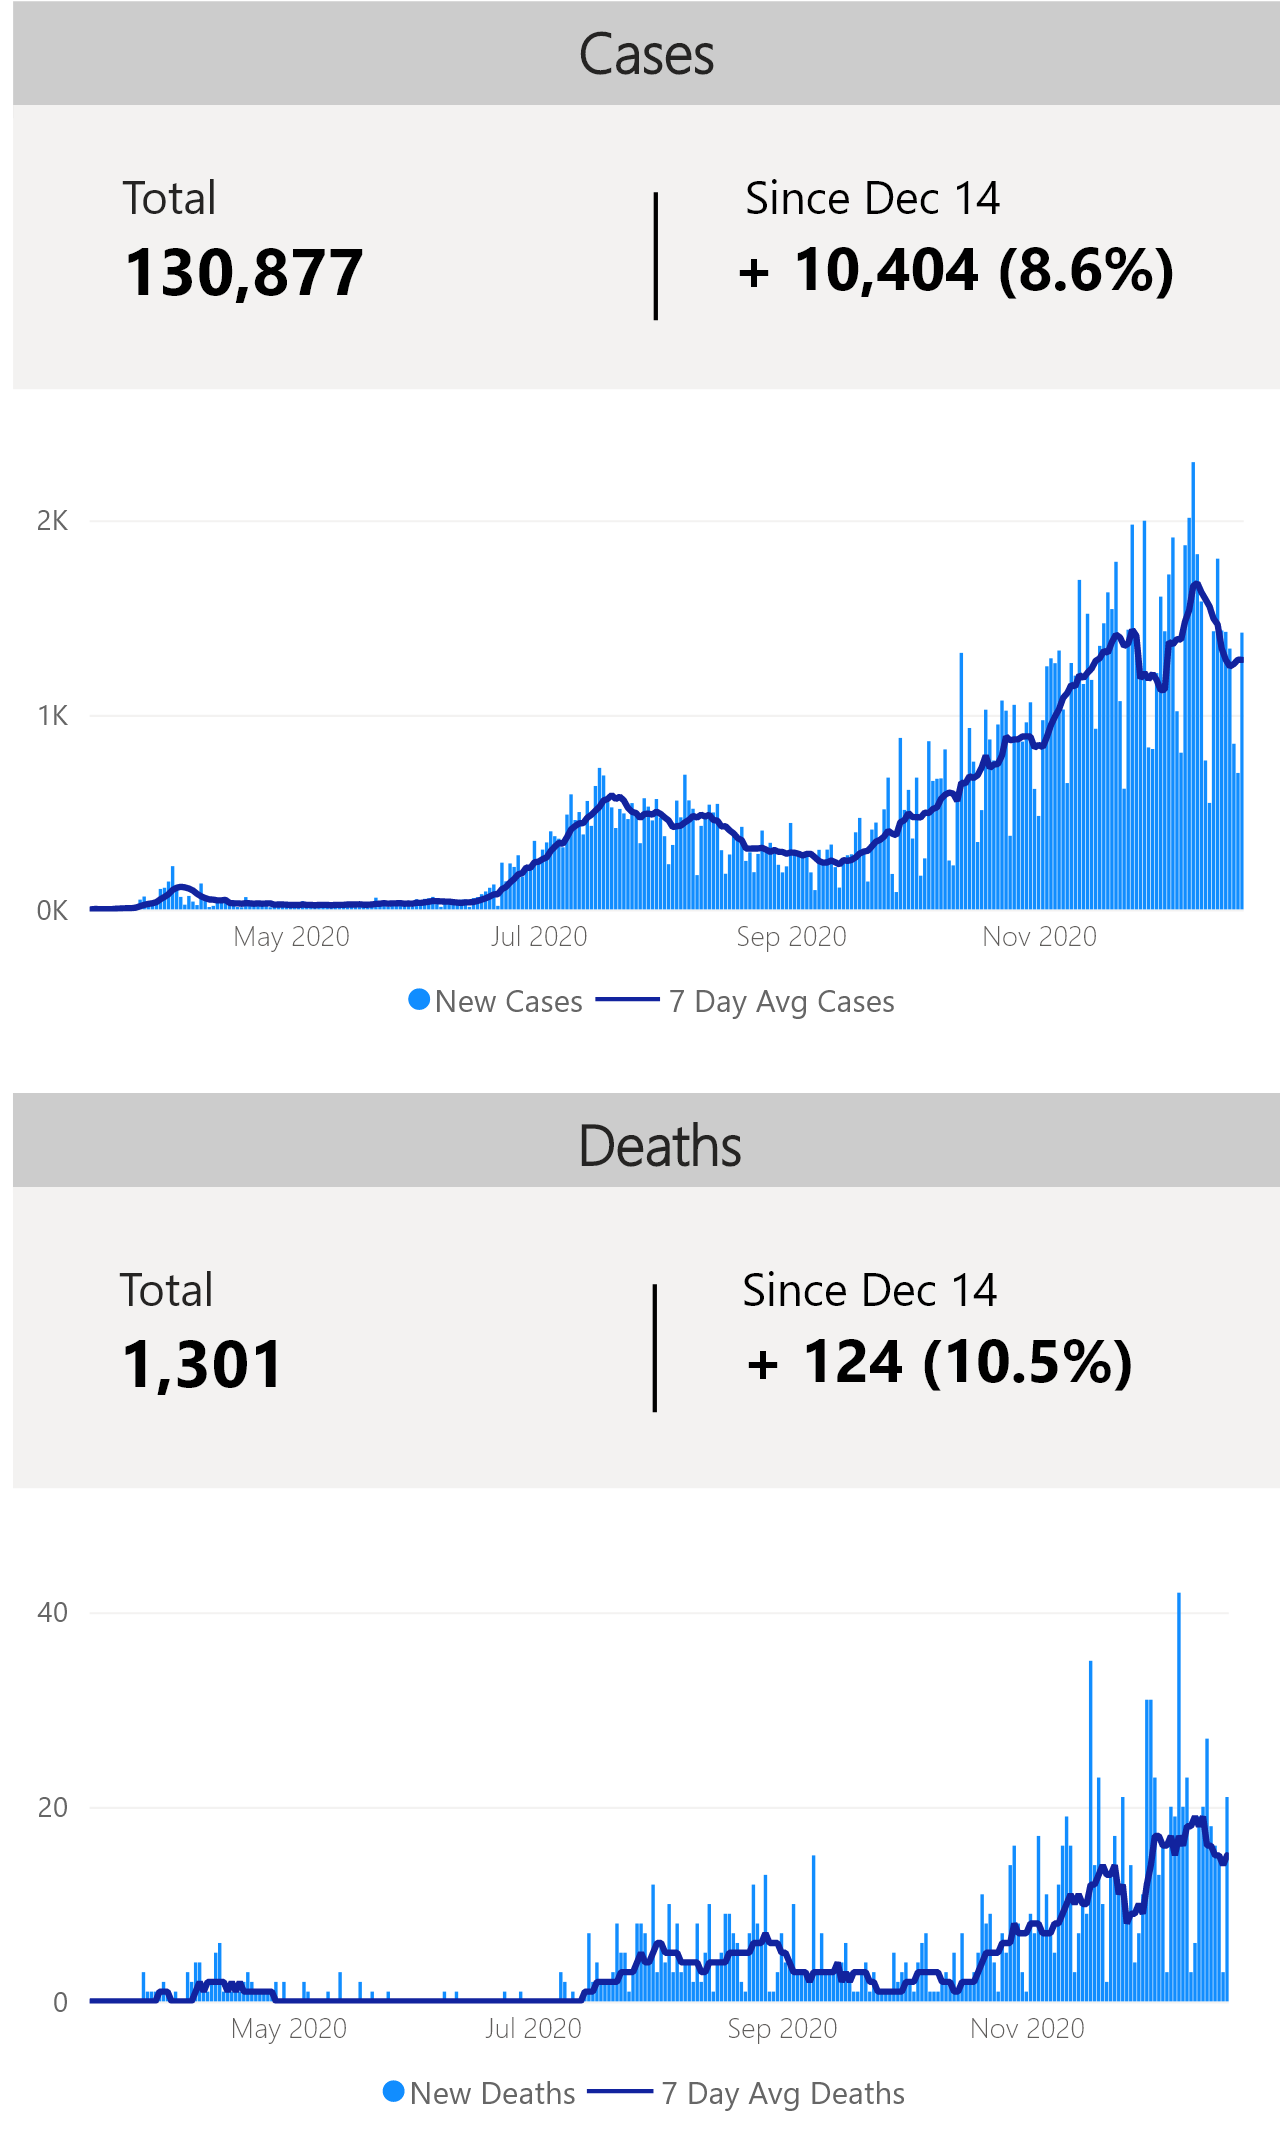 Cases
Total
Since Dec 14
130,877
+ 10,404 (8.6%)
2K
1K
0K
May 2020
Jul 2020
Sep 2020
Nov 2020
New Cases
7 Day Avg Cases
Deaths
Total
Since Dec 14
1,301
+ 124 (10.5%)
40
20
0
May 2020
Jul 2020
Sep 2020
Nov 2020
New Deaths
7 Day Avg Deaths